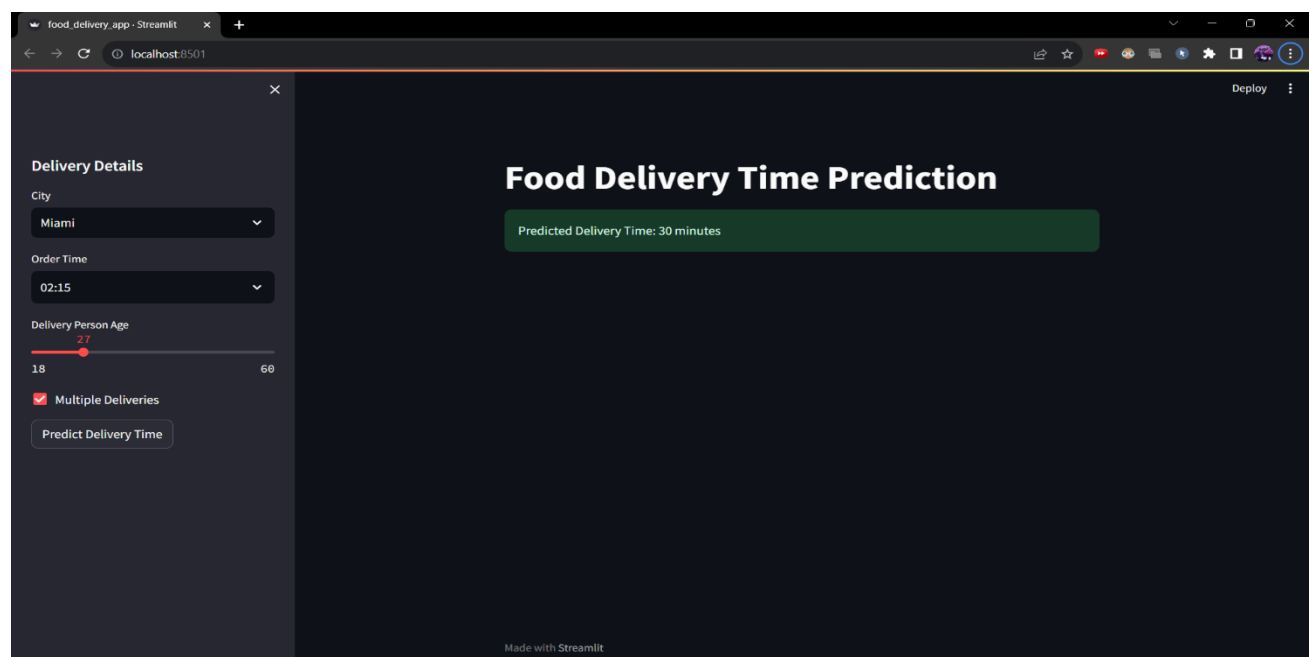 food_delivery_app · Streamlit
localhost:8501
Deploy
Delivery Details
City
Miami
Order Time
02:15
Delivery Person Age
27
18 60
Multiple Deliveries
Predict Delivery Time
Food Delivery Time Prediction
Predicted Delivery Time: 30 minutes
Made with Streamlit